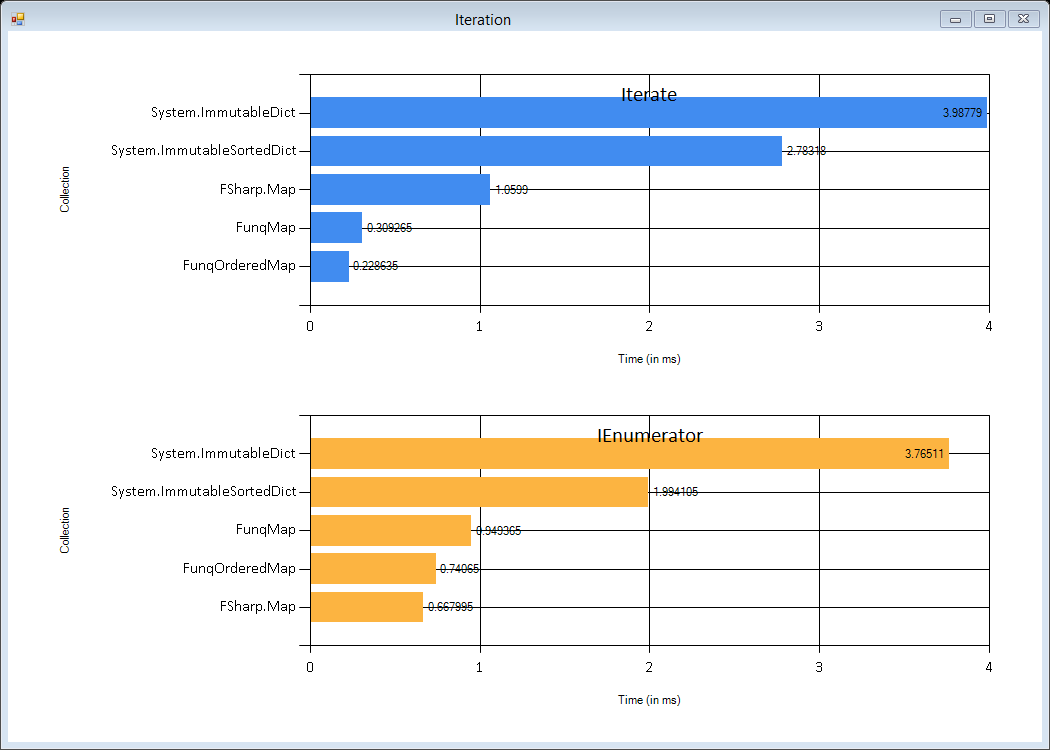 Iteration
Iterate
Collection
System.ImmutableDict 3.98779
System.ImmutableSortedDict 2.78318
FSharp.Map 1.0599
FunqMap 0.309265
FunqOrderedMap 0.228635
0 1 2 3 4
Time (in ms)
IEnumerator
Collection
System.ImmutableDict 3.76511
System.ImmutableSortedDict 1.994105
FunqMap 0.949365
FunqOrderedMap 0.74065
FSharp.Map 0.667995
0 1 2 3 4
Time (in ms)